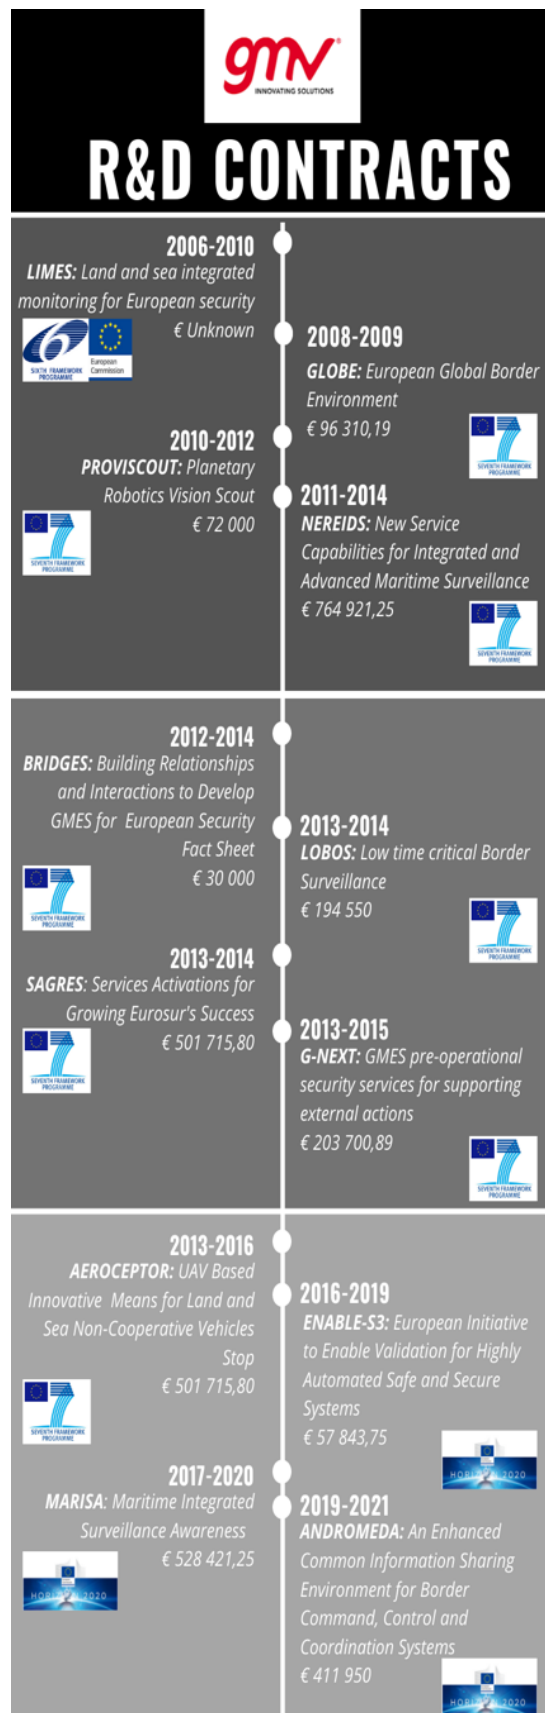 gmv
INNOVATING SOLUTIONS
R&D CONTRACTS
2006-2010
LIMES: Land and sea integrated
monitoring for European security
€ Unknown
6
SIXTH FRAMEWORK
PROGRAMME
European
Commission
2008-2009
GLOBE: European Global Border
Environment
€ 96 310,19
SEVENTH FRAMEWORK
PROGRAMME
2010-2012
PROVISCOUT: Planetary
Robotics Vision Scout
€ 72 000
SEVENTH FRAMEWORK
PROGRAMME
2011-2014
NEREIDS: New Service
Capabilities for Integrated and
Advanced Maritime Surveillance
€ 764 921,25
SEVENTH FRAMEWORK
PROGRAMME
2012-2014
BRIDGES: Building Relationships
and Interactions to Develop
GMES for European Security
Fact Sheet
€ 30 000
SEVENTH FRAMEWORK
PROGRAMME
2013-2014
LOBOS: Low time critical Border
Surveillance
€ 194 550
SEVENTH FRAMEWORK
PROGRAMME
2013-2014
SAGRES: Services Activations for
Growing Eurosur's Success
€ 501 715,80
SEVENTH FRAMEWORK
PROGRAMME
2013-2015
G-NEXT: GMES pre-operational
security services for supporting
external actions
€ 203 700,89
SEVENTH FRAMEWORK
PROGRAMME
2013-2016
AEROCEPTOR: UAV Based
Innovative Means for Land and
Sea Non-Cooperative Vehicles
Stop
€ 501 715,80
SEVENTH FRAMEWORK
PROGRAMME
2016-2019
ENABLE-S3: European Initiative
to Enable Validation for Highly
Automated Safe and Secure
Systems
€ 57 843,75
HORIZON 2020
2017-2020
MARISA: Maritime Integrated
Surveillance Awareness
€ 528 421,25
HORIZON 2020
2019-2021
ANDROMEDA: An Enhanced
Common Information Sharing
Environment for Border
Command, Control and
Coordination Systems
€ 411 950
HORIZON 2020